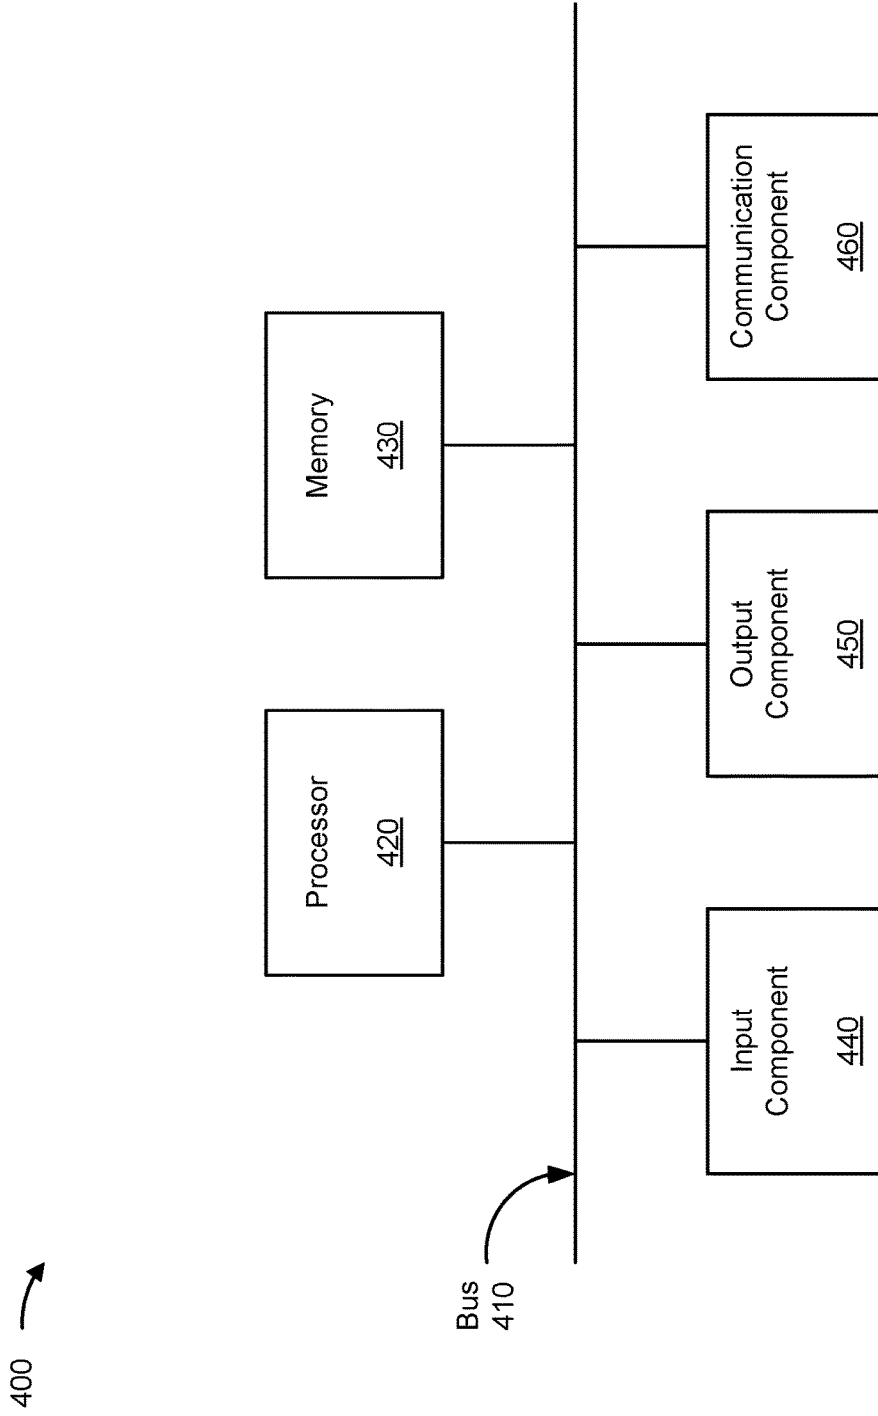 400
Processor
420
Memory
430
Bus
410
Input
Component
440
Output
Component
450
Communication
Component
460